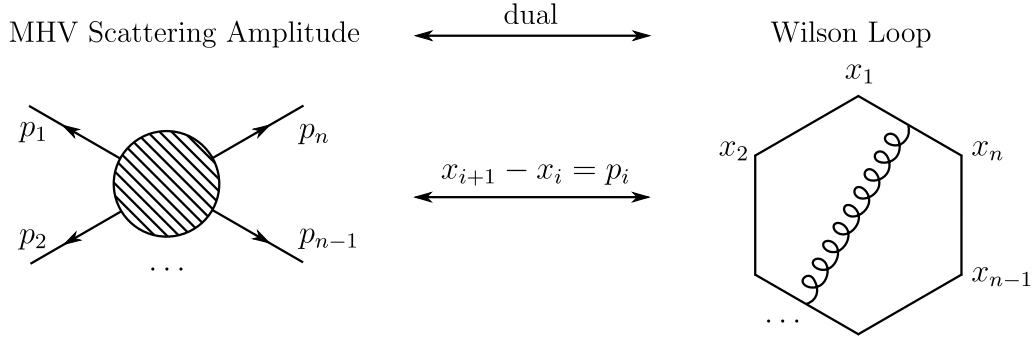 MHV Scattering Amplitude
dual
Wilson Loop
p_1
p_n
p_2
p_{n-1}
...
x_{i+1} - x_i = p_i
x_1
x_2
x_n
x_{n-1}
...